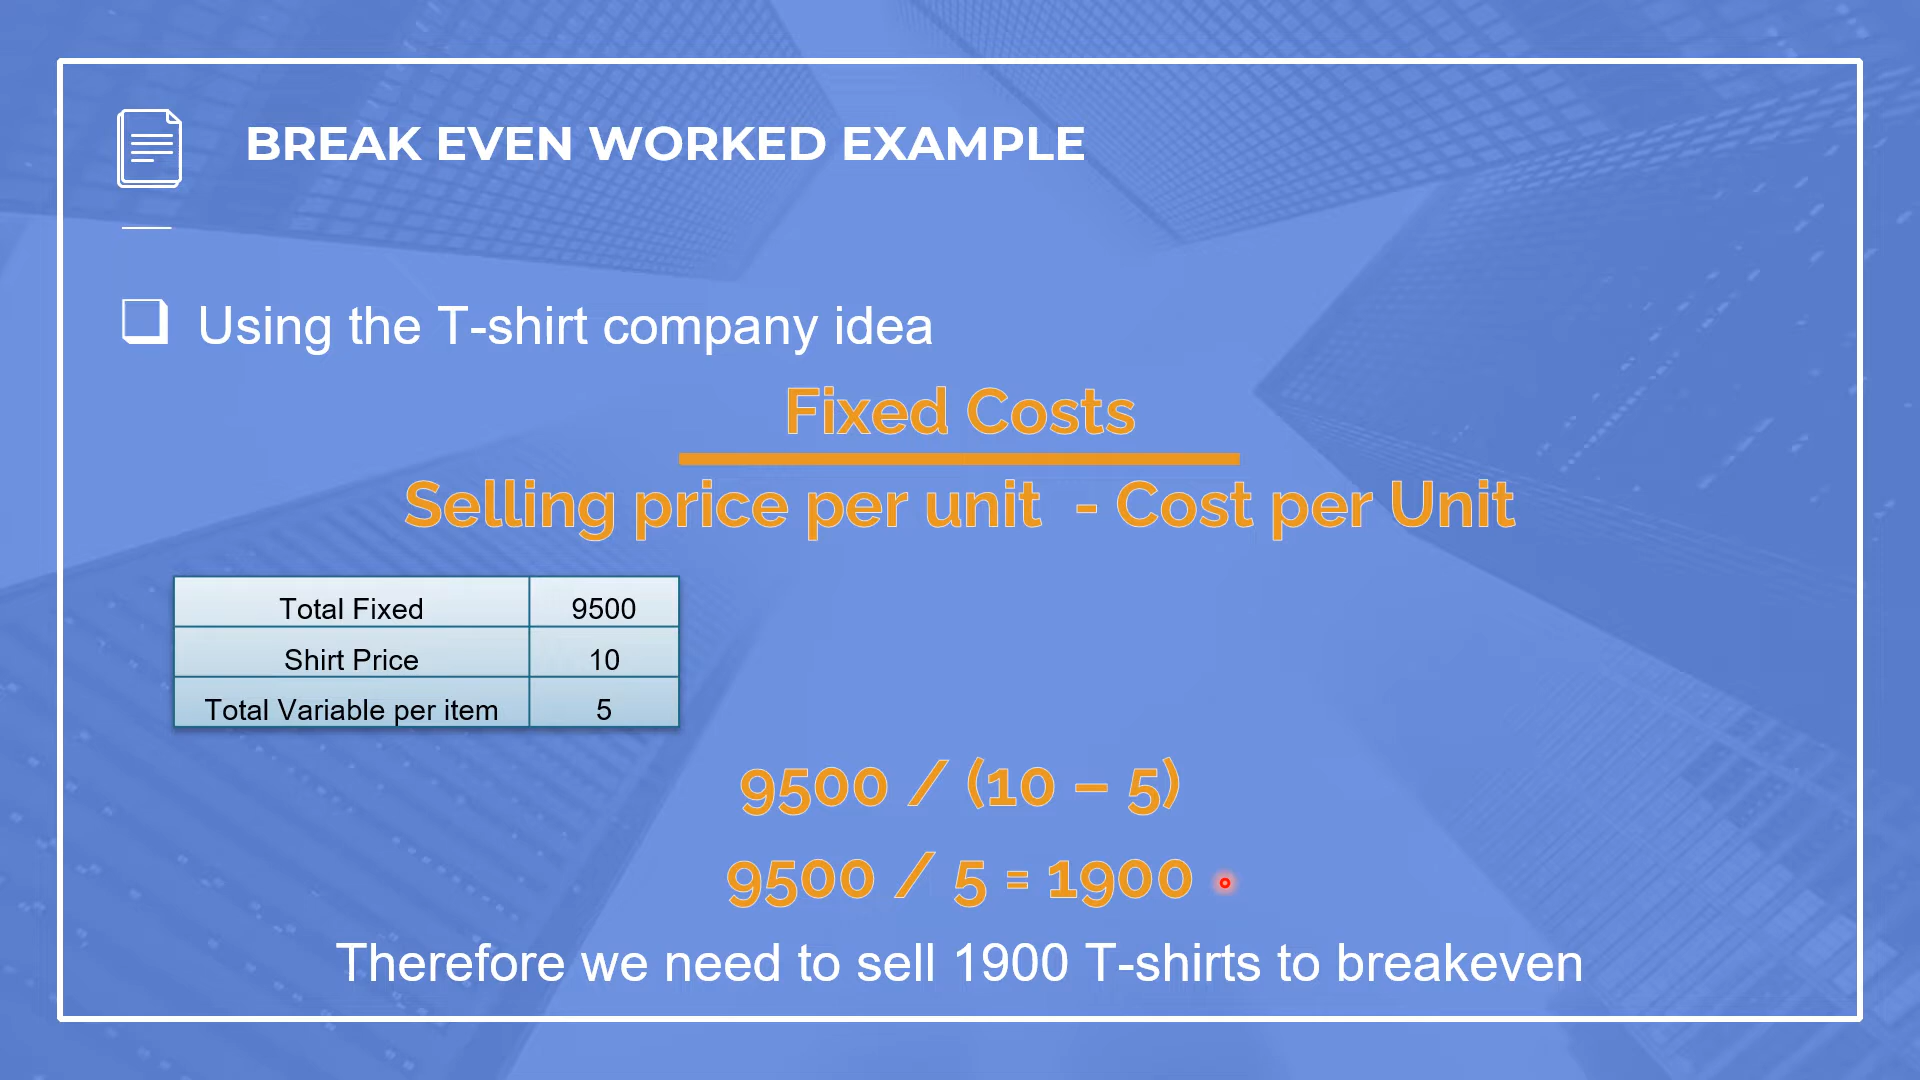 BREAK EVEN WORKED EXAMPLE
Using the T-shirt company idea
Fixed Costs
Selling price per unit - Cost per Unit
Total Fixed 9500
Shirt Price 10
Total Variable per item 5
9500 / (10 – 5)
9500 / 5 = 1900
Therefore we need to sell 1900 T-shirts to breakeven